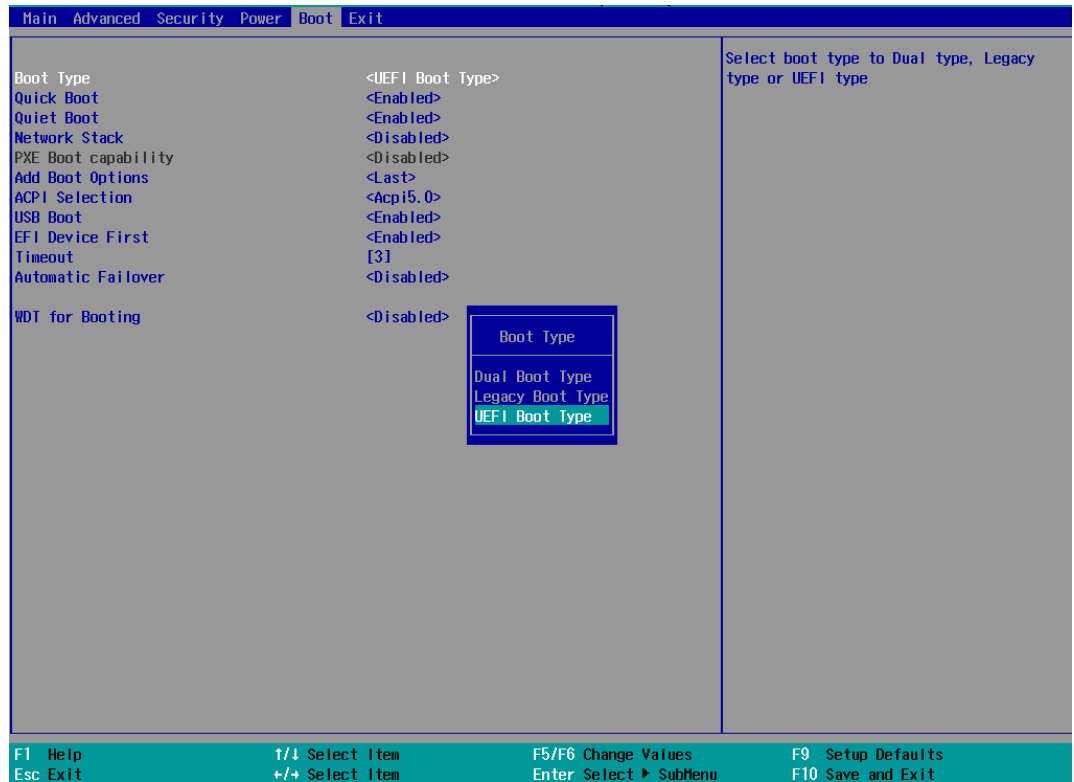 Main Advanced Security Power Boot Exit
Boot Type <UEFI Boot Type>
Quick Boot <Enabled>
Quiet Boot <Enabled>
Network Stack <Disabled>
PXE Boot capability <Disabled>
Add Boot Options <Last>
ACPI Selection <Acpi5.0>
USB Boot <Enabled>
EFI Device First <Enabled>
Timeout [3]
Automatic Failover <Disabled>
WDT for Booting <Disabled>
Boot Type
Dual Boot Type
Legacy Boot Type
UEFI Boot Type
Select boot type to Dual type, Legacy
type or UEFI type
F1 Help ↑/↓ Select Item F5/F6 Change Values F9 Setup Defaults
Esc Exit ←/→ Select Item Enter Select ▶ SubMenu F10 Save and Exit